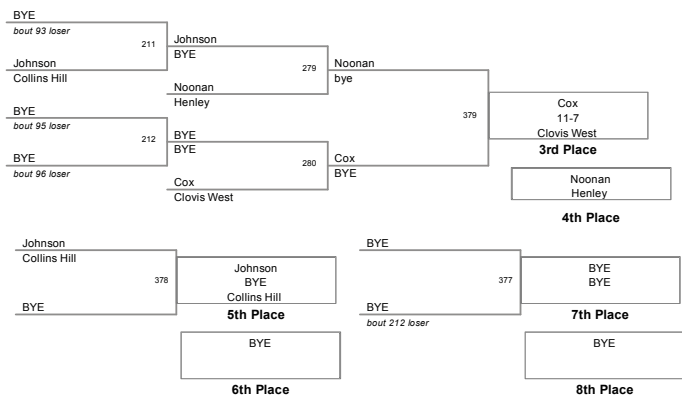 BYE
bout 93 loser
211
Johnson
Collins Hill
Johnson
BYE
279
Noonan
Henley
Noonan
bye
BYE
bout 95 loser
212
BYE
bout 96 loser
BYE
BYE
280
Cox
Clovis West
Cox
BYE
379
Cox
11-7
Clovis West
3rd Place
Noonan
Henley
4th Place
Johnson
Collins Hill
378
BYE
Johnson
BYE
Collins Hill
5th Place
BYE
6th Place
BYE
377
BYE
bout 212 loser
BYE
BYE
7th Place
BYE
8th Place